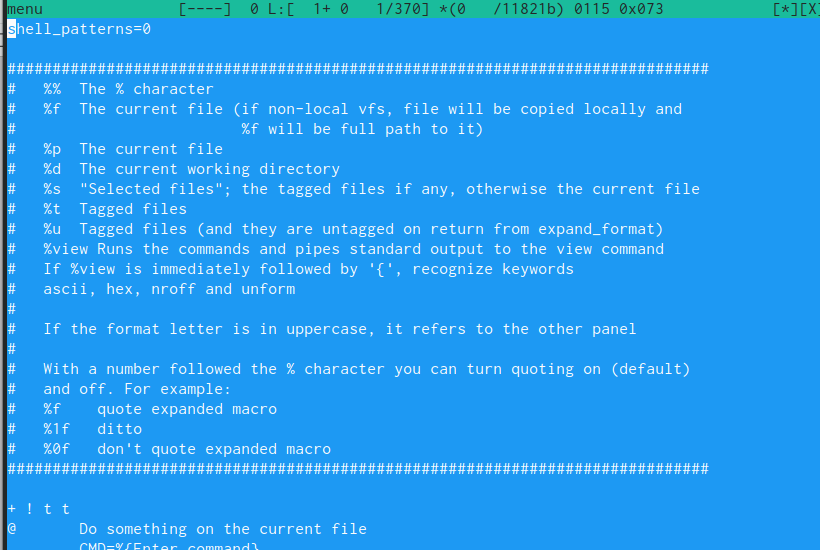 menu [----] 0 L:[ 1+ 0 1/370] *(0 /11821b) 0115 0x073 [*][X]
shell_patterns=0
##############################################################################
# %% The % character
# %f The current file (if non-local vfs, file will be copied locally and
# %f will be full path to it)
# %p The current file
# %d The current working directory
# %s "Selected files"; the tagged files if any, otherwise the current file
# %t Tagged files
# %u Tagged files (and they are untagged on return from expand_format)
# %view Runs the commands and pipes standard output to the view command
# If %view is immediately followed by '{', recognize keywords
# ascii, hex, nroff and unform
#
# If the format letter is in uppercase, it refers to the other panel
#
# With a number followed the % character you can turn quoting on (default)
# and off. For example:
# %f quote expanded macro
# %1f ditto
# %0f don't quote expanded macro
##############################################################################
+ ! t t
@ Do something on the current file
CMD=%{Enter command}